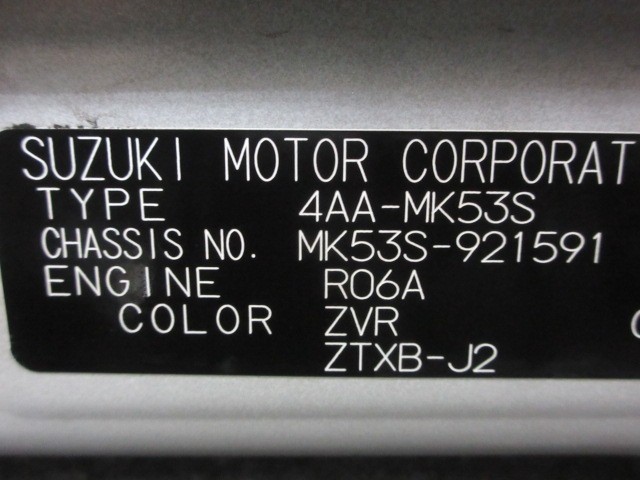 SUZUKI MOTOR CORPORAT
TYPE 4AA-MK53S
CHASSIS NO. MK53S-921591
ENGINE R06A
COLOR ZVR
ZTXB-J2